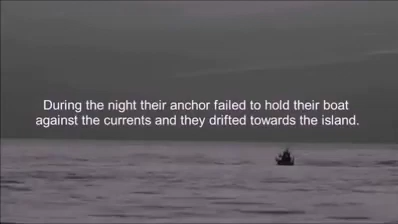 During the night their anchor failed to hold their boat
against the currents and they drifted towards the island.